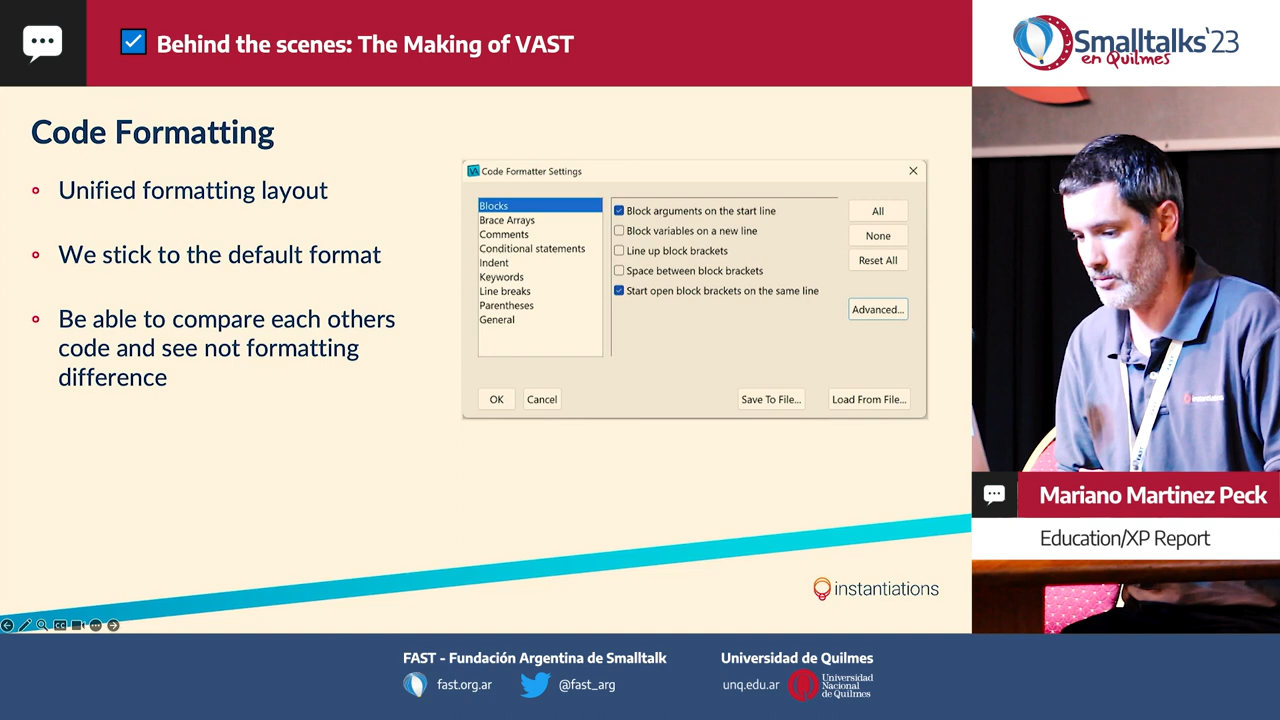 Behind the scenes: The Making of VAST
Smalltalks'23
en Quilmes
Code Formatting
Unified formatting layout
We stick to the default format
Be able to compare each others
code and see not formatting
difference
VA Code Formatter Settings
Blocks
Brace Arrays
Comments
Conditional statements
Indent
Keywords
Line breaks
Parentheses
General
Block arguments on the start line
Block variables on a new line
Line up block brackets
Space between block brackets
Start open block brackets on the same line
All
None
Reset All
Advanced...
OK
Cancel
Save To File...
Load From File...
instantiations
CC
instantiations
Mariano Martinez Peck
Education/XP Report
FAST - Fundación Argentina de Smalltalk
fast.org.ar
@fast_arg
Universidad de Quilmes
unq.edu.ar
Universidad
Nacional
de Quilmes